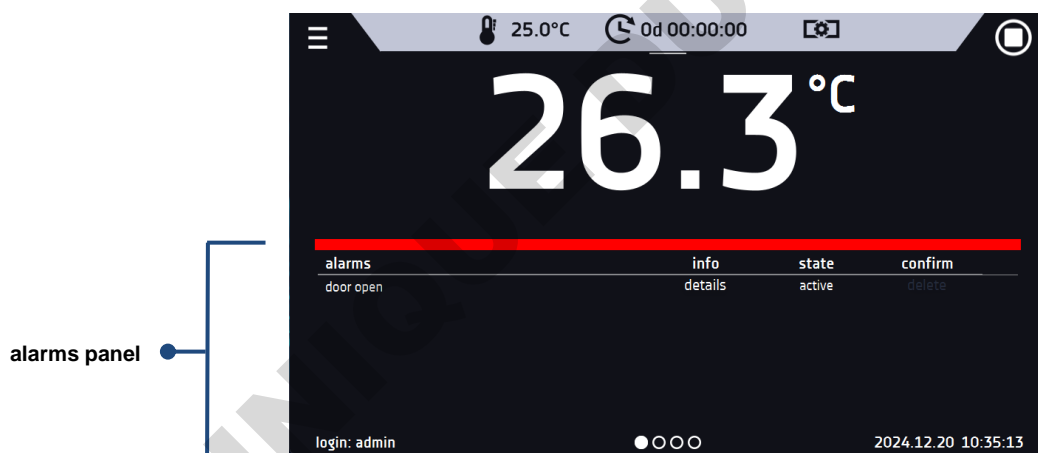 25.0°C 0d 00:00:00
26.3 °C
alarms info state confirm
door open details active delete
alarms panel
login: admin 2024.12.20 10:35:13